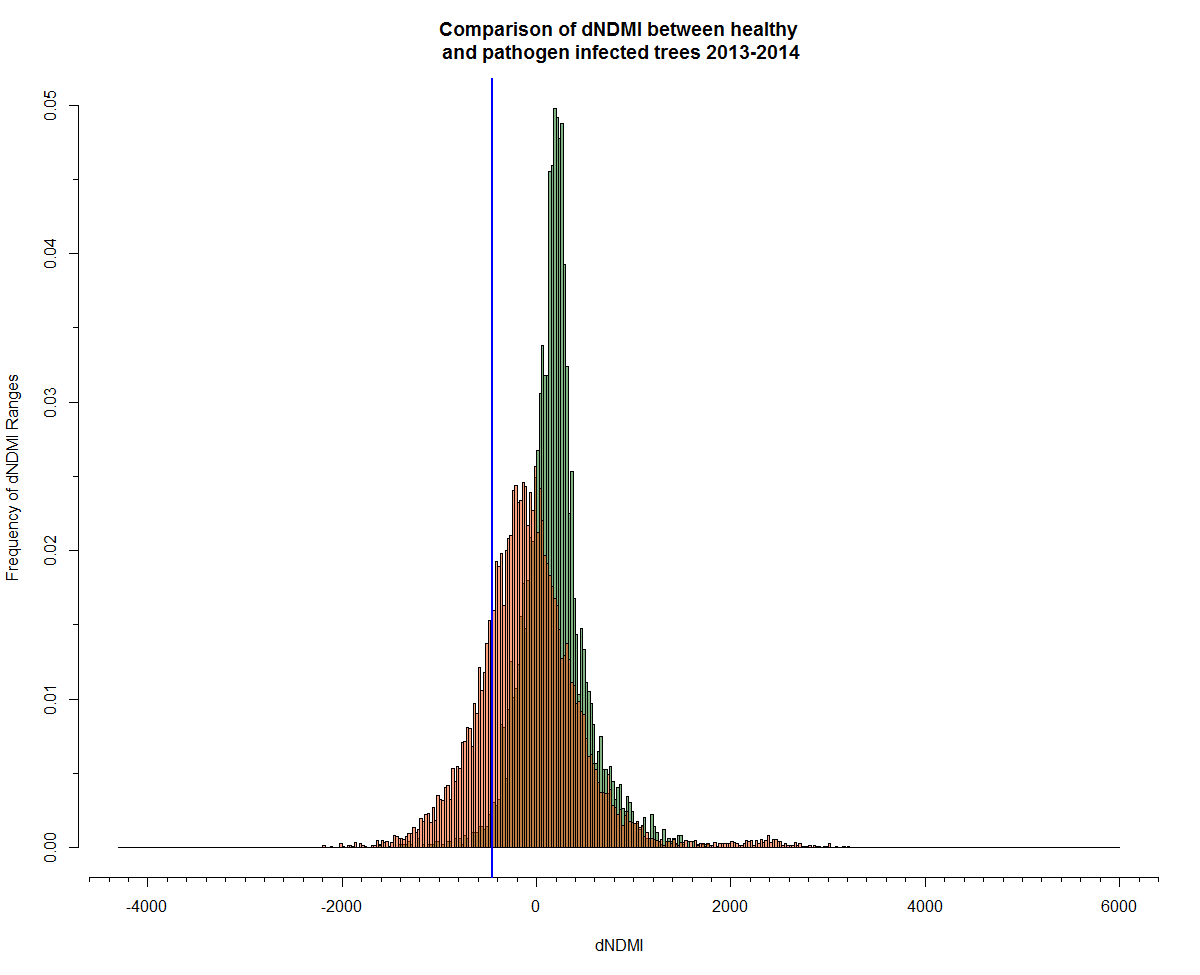 Comparison of dNDMI between healthy
and pathogen infected trees 2013-2014
Frequency of dNDMI Ranges
0.05
0.04
0.03
0.02
0.01
0.00
-4000 -2000 0 2000 4000 6000
dNDMI